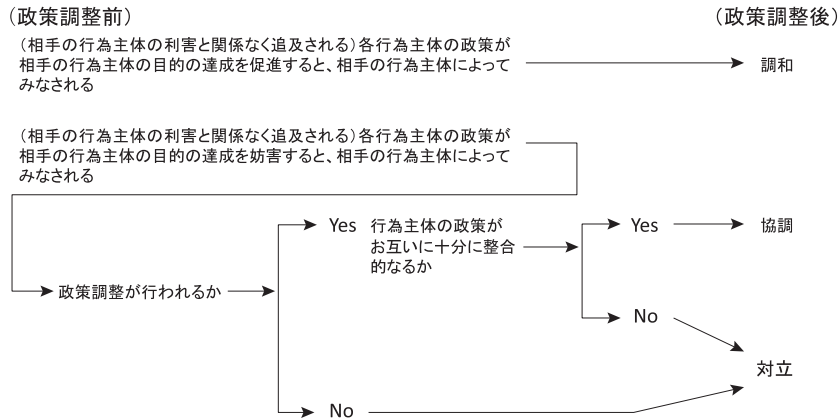 (政策調整前)
(政策調整後)
(相手の行為主体の利害と関係なく追及される)各行為主体の政策が
相手の行為主体の目的の達成を促進すると、相手の行為主体によって
みなされる
調和
(相手の行為主体の利害と関係なく追及される)各行為主体の政策が
相手の行為主体の目的の達成を妨害すると、相手の行為主体によって
みなされる
政策調整が行われるか
Yes
行為主体の政策が
お互いに十分に整合
的なるか
Yes
協調
No
対立
No